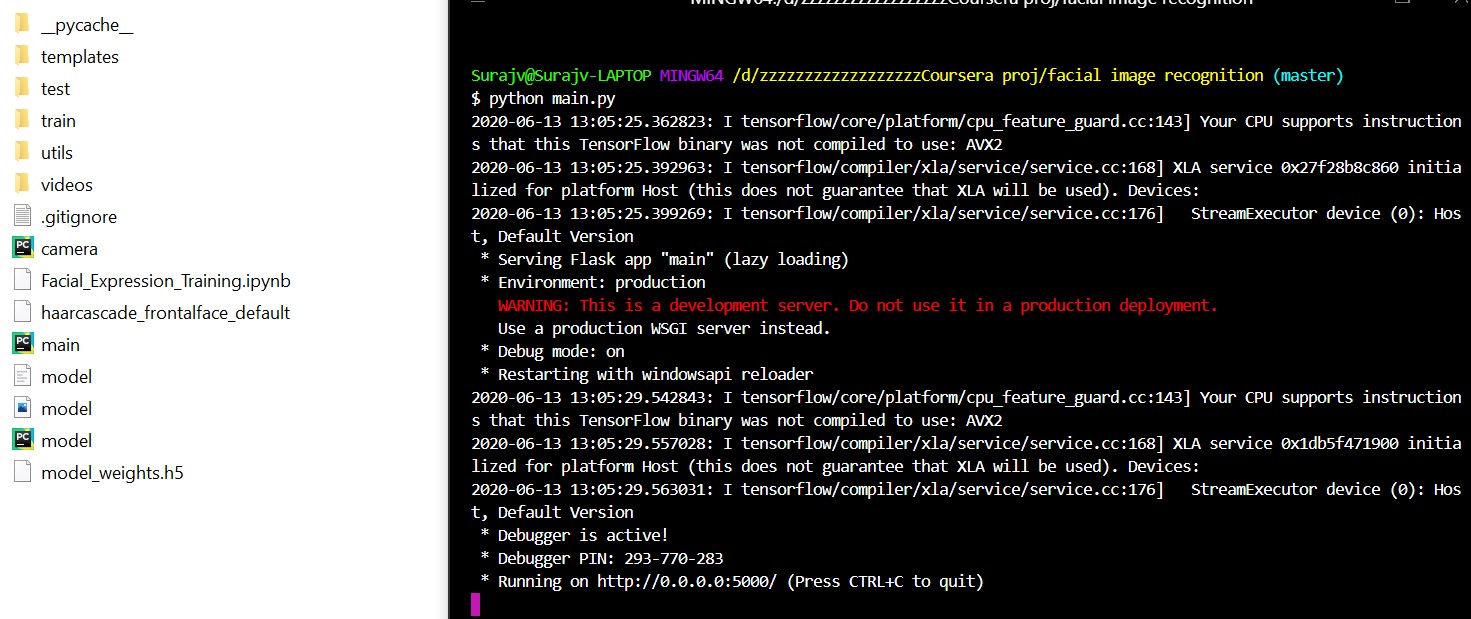 __pycache__
templates
test
train
utils
videos
.gitignore
camera
Facial_Expression_Training.ipynb
haarcascade_frontalface_default
main
model
model
model
model_weights.h5
MINGW64:/d/zzzzzzzzzzzzzzzzzzCoursera proj/facial image recognition
Surajv@Surajv-LAPTOP MINGW64 /d/zzzzzzzzzzzzzzzzzzCoursera proj/facial image recognition (master)
$ python main.py
2020-06-13 13:05:25.362823: I tensorflow/core/platform/cpu_feature_guard.cc:143] Your CPU supports instruction
s that this TensorFlow binary was not compiled to use: AVX2
2020-06-13 13:05:25.392963: I tensorflow/compiler/xla/service/service.cc:168] XLA service 0x27f28b8c860 initia
lized for platform Host (this does not guarantee that XLA will be used). Devices:
2020-06-13 13:05:25.399269: I tensorflow/compiler/xla/service/service.cc:176]   StreamExecutor device (0): Hos
t, Default Version
 * Serving Flask app "main" (lazy loading)
 * Environment: production
   WARNING: This is a development server. Do not use it in a production deployment.
   Use a production WSGI server instead.
 * Debug mode: on
 * Restarting with windowsapi reloader
2020-06-13 13:05:29.542843: I tensorflow/core/platform/cpu_feature_guard.cc:143] Your CPU supports instruction
s that this TensorFlow binary was not compiled to use: AVX2
2020-06-13 13:05:29.557028: I tensorflow/compiler/xla/service/service.cc:168] XLA service 0x1db5f471900 initia
lized for platform Host (this does not guarantee that XLA will be used). Devices:
2020-06-13 13:05:29.563031: I tensorflow/compiler/xla/service/service.cc:176]   StreamExecutor device (0): Hos
t, Default Version
 * Debugger is active!
 * Debugger PIN: 293-770-283
 * Running on http://0.0.0.0:5000/ (Press CTRL+C to quit)